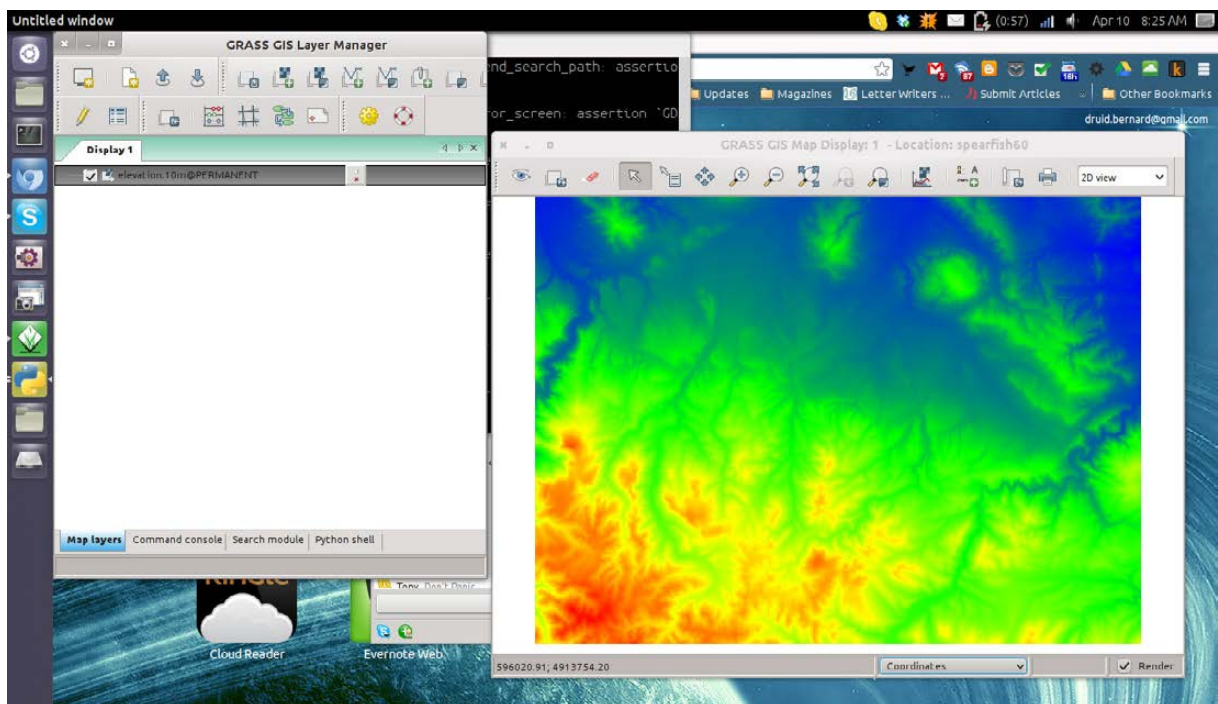 Untitled window
(0:57)
Apr 10 8:25 AM
GRASS GIS Layer Manager
Display 1
elevation.10m@PERMANENT
Map layers
Command console
Search module
Python shell
end_search_path: assertio
or_screen: assertion `GD
Updates
Magazines
Letter Writers ...
Submit Articles
Other Bookmarks
druid.bernard@gmail.com
GRASS GIS Map Display: 1 - Location: spearfish60
2D view
596020.91; 4913754.20
Coordinates
Render
Cloud Reader
Evernote Web